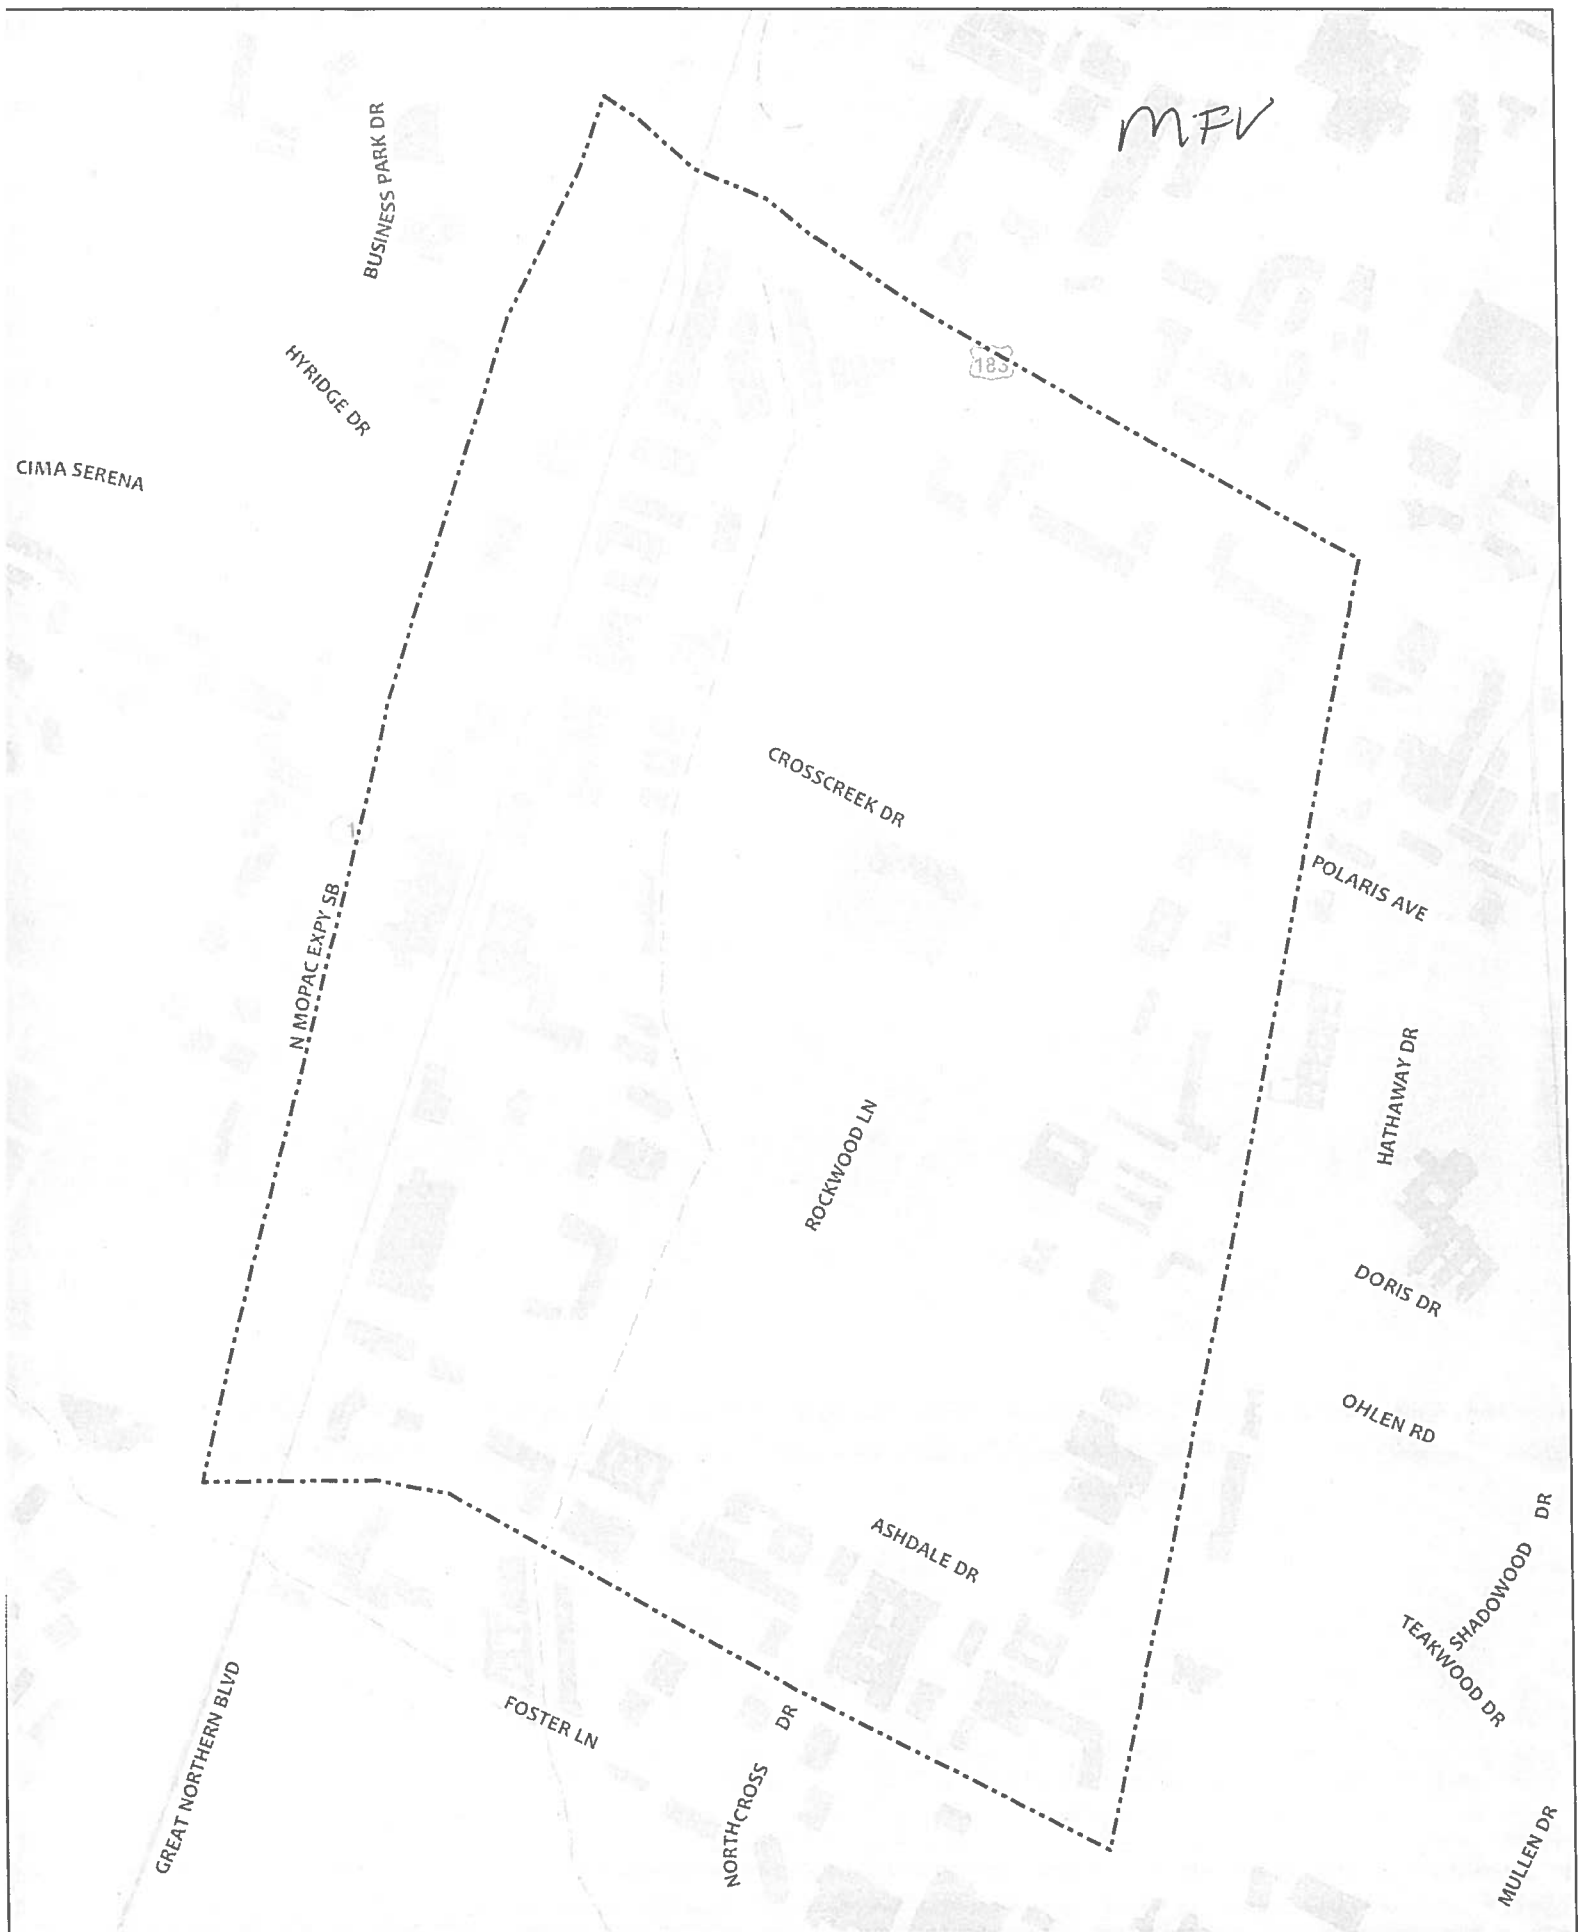 MFV
BUSINESS PARK DR
HYRIDGE DR
183
CIMA SERENA
CROSSCREEK DR
1
POLARIS AVE
N MOPAC EXPY SB
HATHAWAY DR
ROCKWOOD LN
DORIS DR
OHLEN RD
ASHDALE DR
SHADOWOOD DR
TEAKWOOD DR
GREAT NORTHERN BLVD
FOSTER LN
NORTHCROSS DR
MULLEN DR